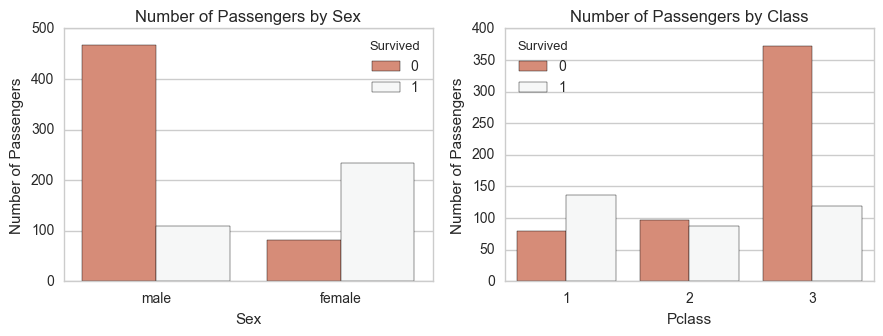 Number of Passengers by Sex
Number of Passengers
500
400
300
200
100
0
Survived
0
1
male
female
Sex
Number of Passengers by Class
Number of Passengers
400
350
300
250
200
150
100
50
0
Survived
0
1
1
2
3
Pclass